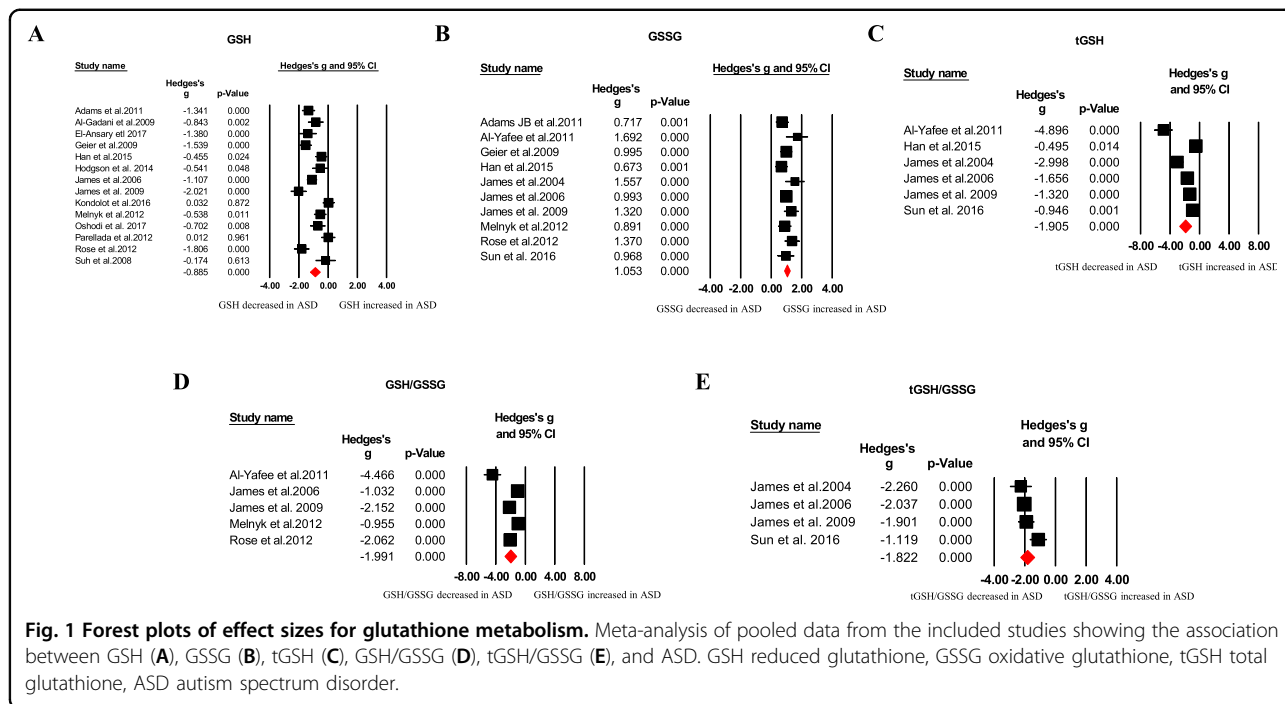 A
GSH
Study name
Hedges's g and 95% CI
Hedges's
g
p-Value
Adams et al.2011 -1.341 0.000
Al-Gadani et al.2009 -0.843 0.002
El-Ansary etl 2017 -1.380 0.000
Geier et al.2009 -1.539 0.000
Han et al.2015 -0.455 0.024
Hodgson et al. 2014 -0.541 0.048
James et al.2006 -1.107 0.000
James et al. 2009 -2.021 0.000
Kondolot et al.2016 0.032 0.872
Melnyk et al.2012 -0.538 0.011
Oshodi et al. 2017 -0.702 0.008
Parellada et al.2012 0.012 0.961
Rose et al.2012 -1.806 0.000
Suh et al.2008 -0.174 0.613
-0.885 0.000
-4.00 -2.00 0.00 2.00 4.00
GSH decreased in ASD GSH increased in ASD
B
GSSG
Study name
Hedges's g and 95% CI
Hedges's
g
p-Value
Adams JB et al.2011 0.717 0.001
Al-Yafee et al.2011 1.692 0.000
Geier et al.2009 0.995 0.000
Han et al.2015 0.673 0.001
James et al.2004 1.557 0.000
James et al.2006 0.993 0.000
James et al. 2009 1.320 0.000
Melnyk et al.2012 0.891 0.000
Rose et al.2012 1.370 0.000
Sun et al. 2016 0.968 0.000
1.053 0.000
-4.00 -2.00 0.00 2.00 4.00
GSSG decreased in ASD GSSG increased in ASD
C
tGSH
Study name
Hedges's g
and 95% CI
Hedges's
g
p-Value
Al-Yafee et al.2011 -4.896 0.000
Han et al.2015 -0.495 0.014
James et al.2004 -2.998 0.000
James et al.2006 -1.656 0.000
James et al. 2009 -1.320 0.000
Sun et al. 2016 -0.946 0.001
-1.905 0.000
-8.00 -4.00 0.00 4.00 8.00
tGSH decreased in ASD tGSH increased in ASD
D
GSH/GSSG
Study name
Hedges's g
and 95% CI
Hedges's
g
p-Value
Al-Yafee et al.2011 -4.466 0.000
James et al.2006 -1.032 0.000
James et al. 2009 -2.152 0.000
Melnyk et al.2012 -0.955 0.000
Rose et al.2012 -2.062 0.000
-1.991 0.000
-8.00 -4.00 0.00 4.00 8.00
GSH/GSSG decreased in ASD GSH/GSSG increased in ASD
E
tGSH/GSSG
Study name
Hedges's g
and 95% CI
Hedges's
g
p-Value
James et al.2004 -2.260 0.000
James et al.2006 -2.037 0.000
James et al. 2009 -1.901 0.000
Sun et al. 2016 -1.119 0.000
-1.822 0.000
-4.00 -2.00 0.00 2.00 4.00
tGSH/GSSG decreased in ASD tGSH/GSSG increased in ASD
Fig. 1 Forest plots of effect sizes for glutathione metabolism. Meta-analysis of pooled data from the included studies showing the association
between GSH (A), GSSG (B), tGSH (C), GSH/GSSG (D), tGSH/GSSG (E), and ASD. GSH reduced glutathione, GSSG oxidative glutathione, tGSH total
glutathione, ASD autism spectrum disorder.